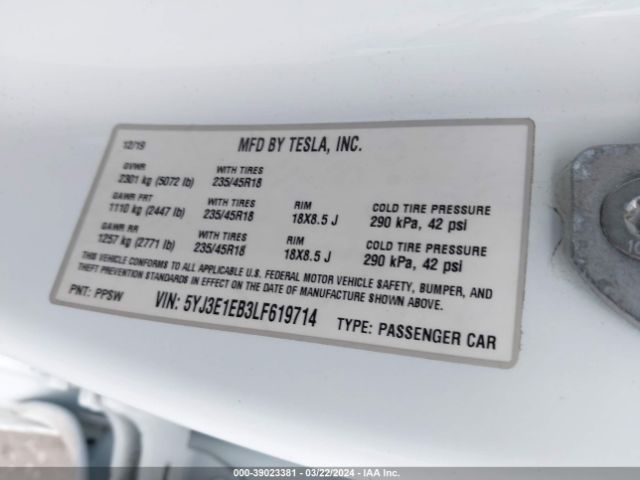 12/19 MFD BY TESLA, INC.
GVWR WITH TIRES
2301 kg (5072 lb) 235/45R18
GAWR FRT WITH TIRES RIM COLD TIRE PRESSURE
1110 kg (2447 lb) 235/45R18 18X8.5 J 290 kPa, 42 psi
GAWR RR WITH TIRES RIM COLD TIRE PRESSURE
1257 kg (2771 lb) 235/45R18 18X8.5 J 290 kPa, 42 psi
THIS VEHICLE CONFORMS TO ALL APPLICABLE U.S. FEDERAL MOTOR VEHICLE SAFETY, BUMPER, AND
THEFT PREVENTION STANDARDS IN EFFECT ON THE DATE OF MANUFACTURE SHOWN ABOVE.
PNT: PPSW VIN: 5YJ3E1EB3LF619714 TYPE: PASSENGER CAR
000-39023381 - 03/22/2024 - IAAI Inc.